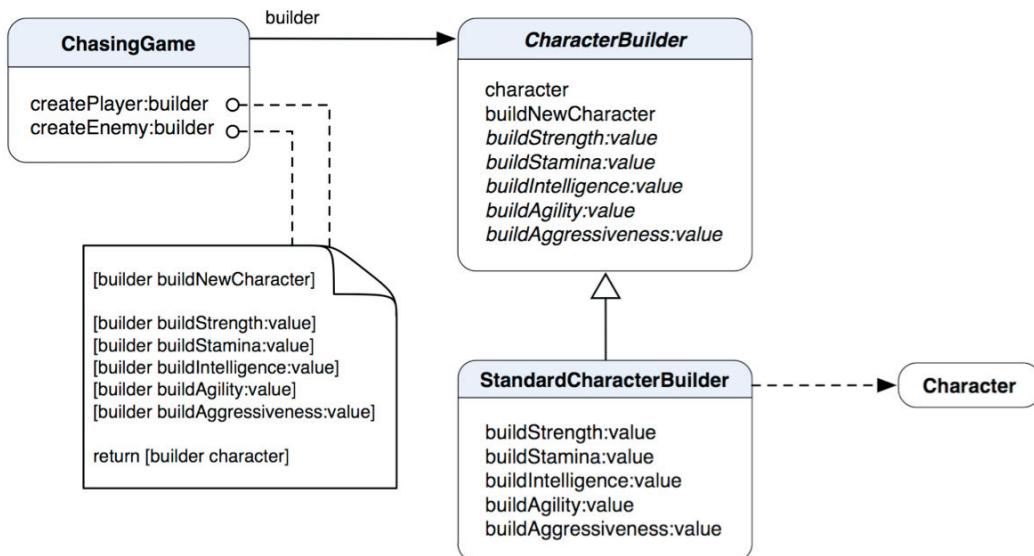 builder
ChasingGame
createPlayer:builder
createEnemy:builder
CharacterBuilder
character
buildNewCharacter
buildStrength:value
buildStamina:value
buildIntelligence:value
buildAgility:value
buildAggressiveness:value
[builder buildNewCharacter]
[builder buildStrength:value]
[builder buildStamina:value]
[builder buildIntelligence:value]
[builder buildAgility:value]
[builder buildAggressiveness:value]
return [builder character]
StandardCharacterBuilder
buildStrength:value
buildStamina:value
buildIntelligence:value
buildAgility:value
buildAggressiveness:value
Character